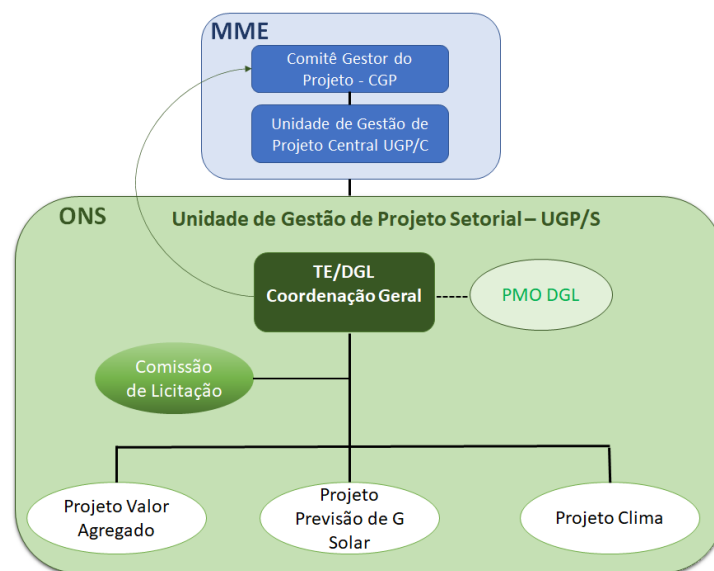 MME
Comitê Gestor do
Projeto - CGP
Unidade de Gestão de
Projeto Central UGP/C
ONS
Unidade de Gestão de Projeto Setorial – UGP/S
TE/DGL
Coordenação Geral
PMO DGL
Comissão
de Licitação
Projeto Valor
Agregado
Projeto
Previsão de G
Solar
Projeto Clima